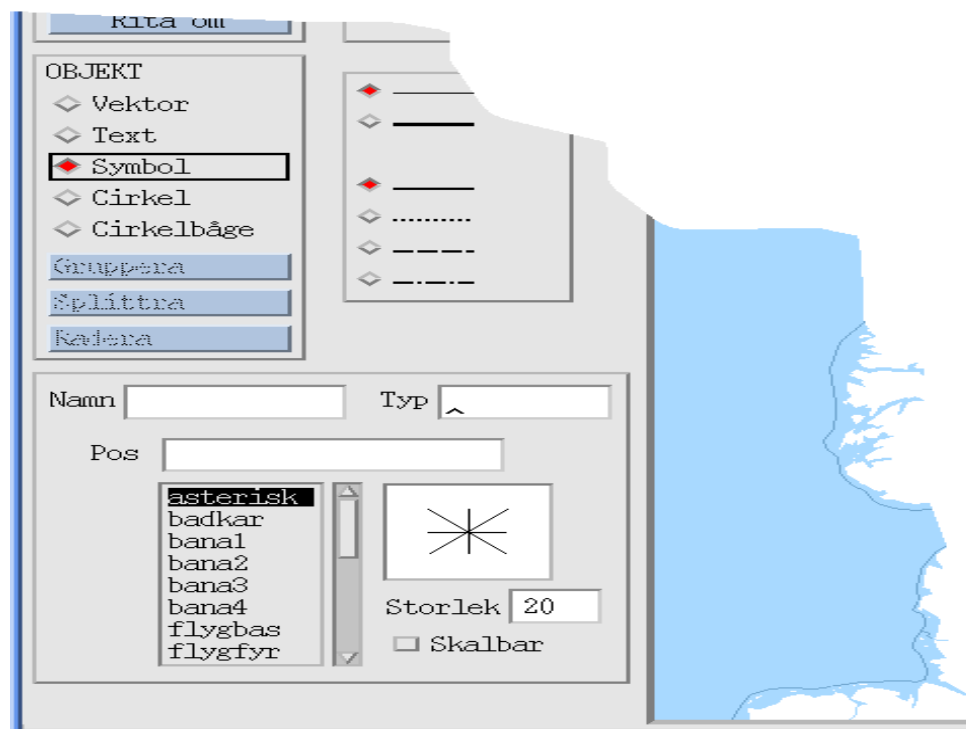 Rita om
OBJEKT
Vektor
Text
Symbol
Cirkel
Cirkelbåge
Gruppera
Splittra
Radera
Namn
Typ ^
Pos
asterisk
badkar
bana1
bana2
bana3
bana4
flygbas
flygfyr
Storlek 20
Skalbar